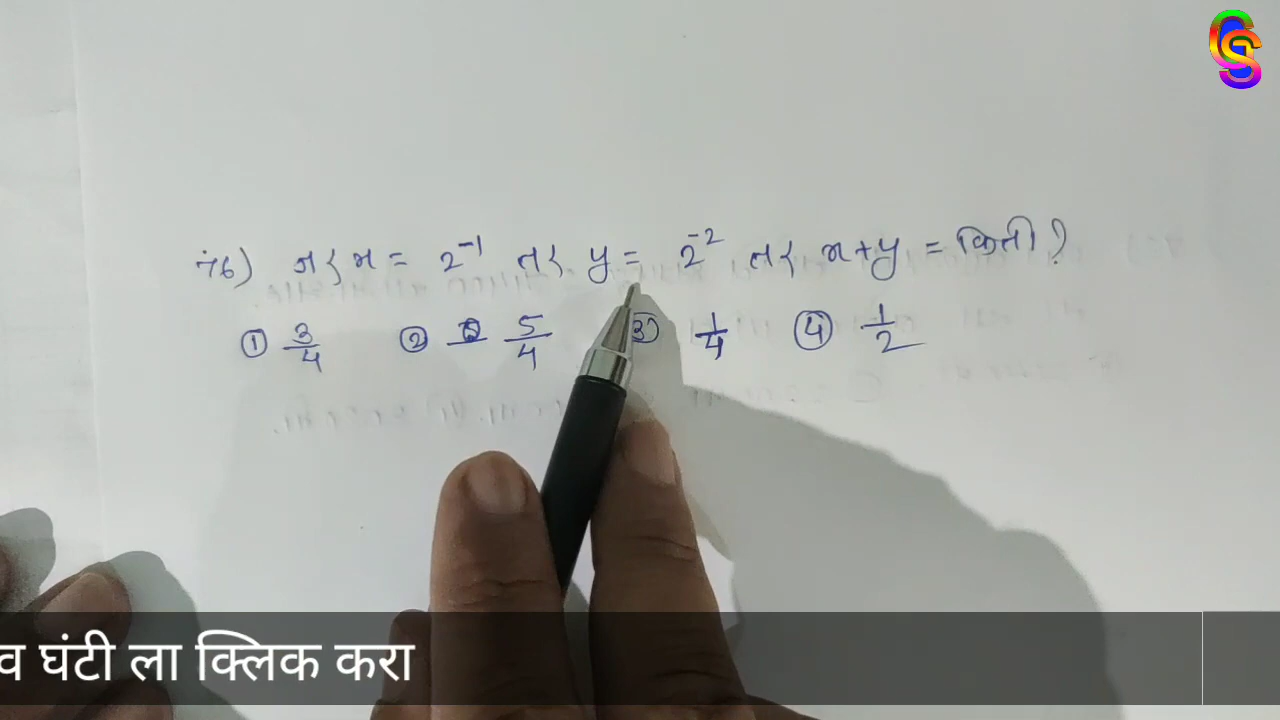 76) जर x = 2⁻¹ तर y = 2⁻² तर x+y = किती ?
① 3/4 ② 5/4 ③ 1/4 ④ 1/2
व घंटी ला क्लिक करा